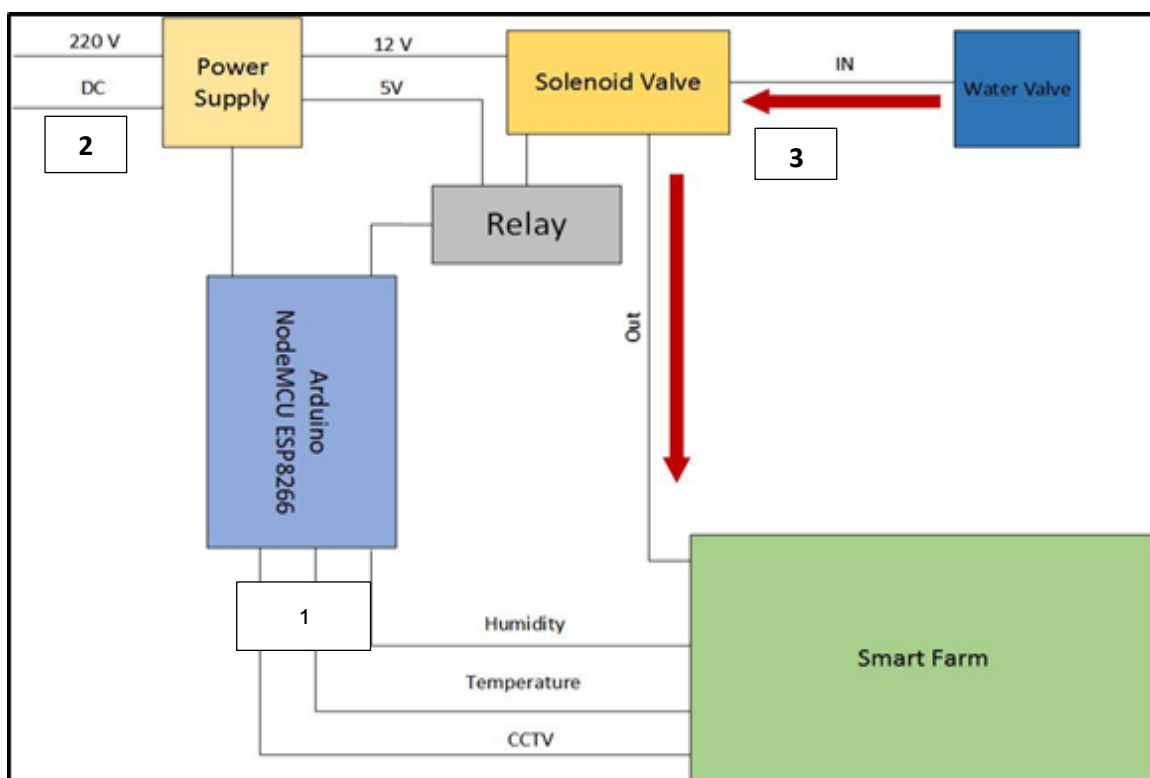 220 V
DC
2
Power
Supply
12 V
5V
Solenoid Valve
IN
3
Water Valve
Relay
Arduino
NodeMCU ESP8266
Out
1
Humidity
Temperature
CCTV
Smart Farm